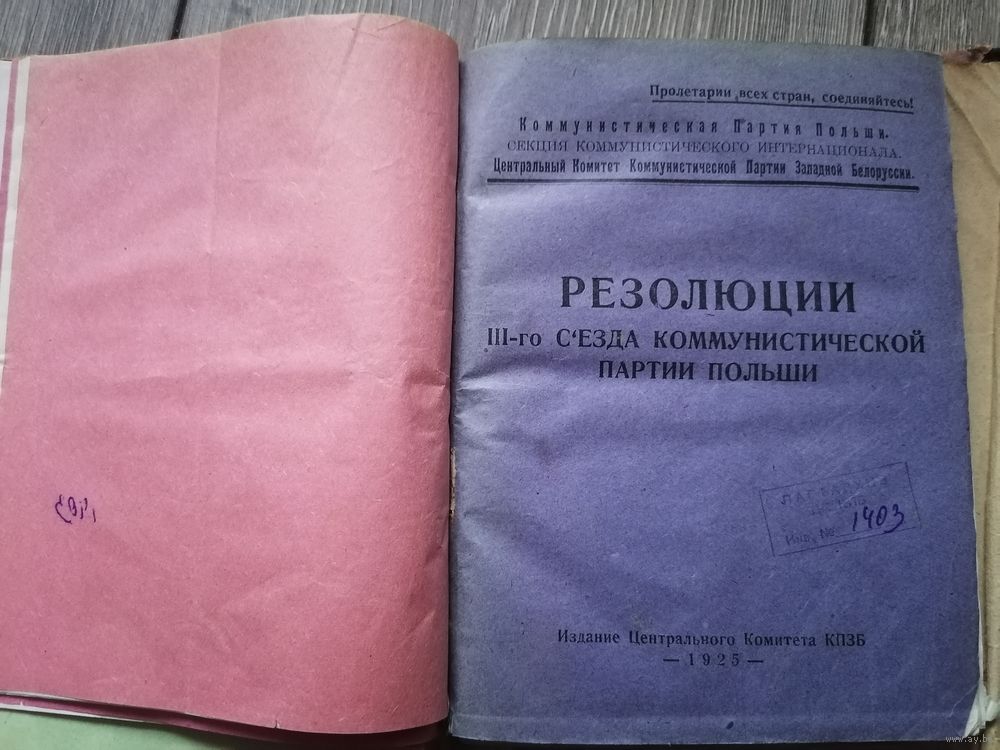 Пролетарии всех стран, соединяйтесь!
Коммунистическая Партия Польши.
СЕКЦИЯ КОММУНИСТИЧЕСКОГО ИНТЕРНАЦИОНАЛА.
Центральный Комитет Коммунистической Партии Западной Белоруссии.
РЕЗОЛЮЦИИ
III-го С'ЕЗДА КОММУНИСТИЧЕСКОЙ
ПАРТИИ ПОЛЬШИ
Инв. № 1403
Издание Центрального Комитета КПЗБ
— 1925 —